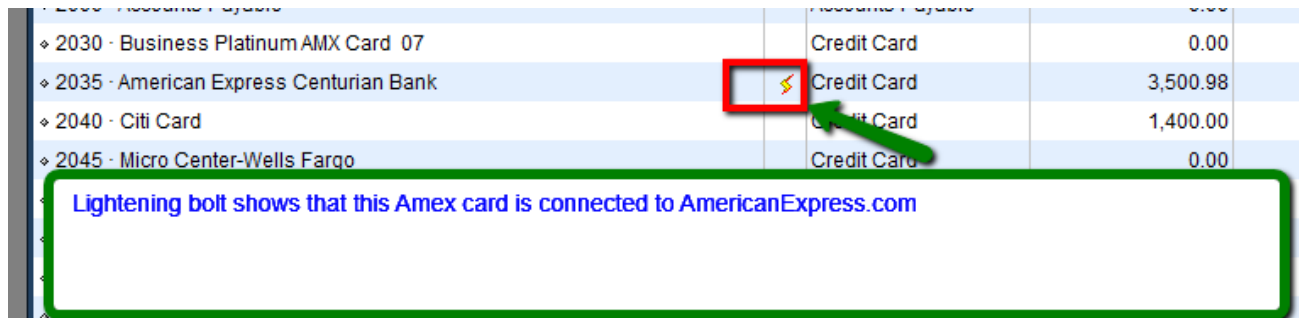 2030 · Business Platinum AMX Card 07 Credit Card 0.00
2035 · American Express Centurian Bank Credit Card 3,500.98
2040 · Citi Card Credit Card 1,400.00
2045 · Micro Center-Wells Fargo Credit Card 0.00
Lightening bolt shows that this Amex card is connected to AmericanExpress.com